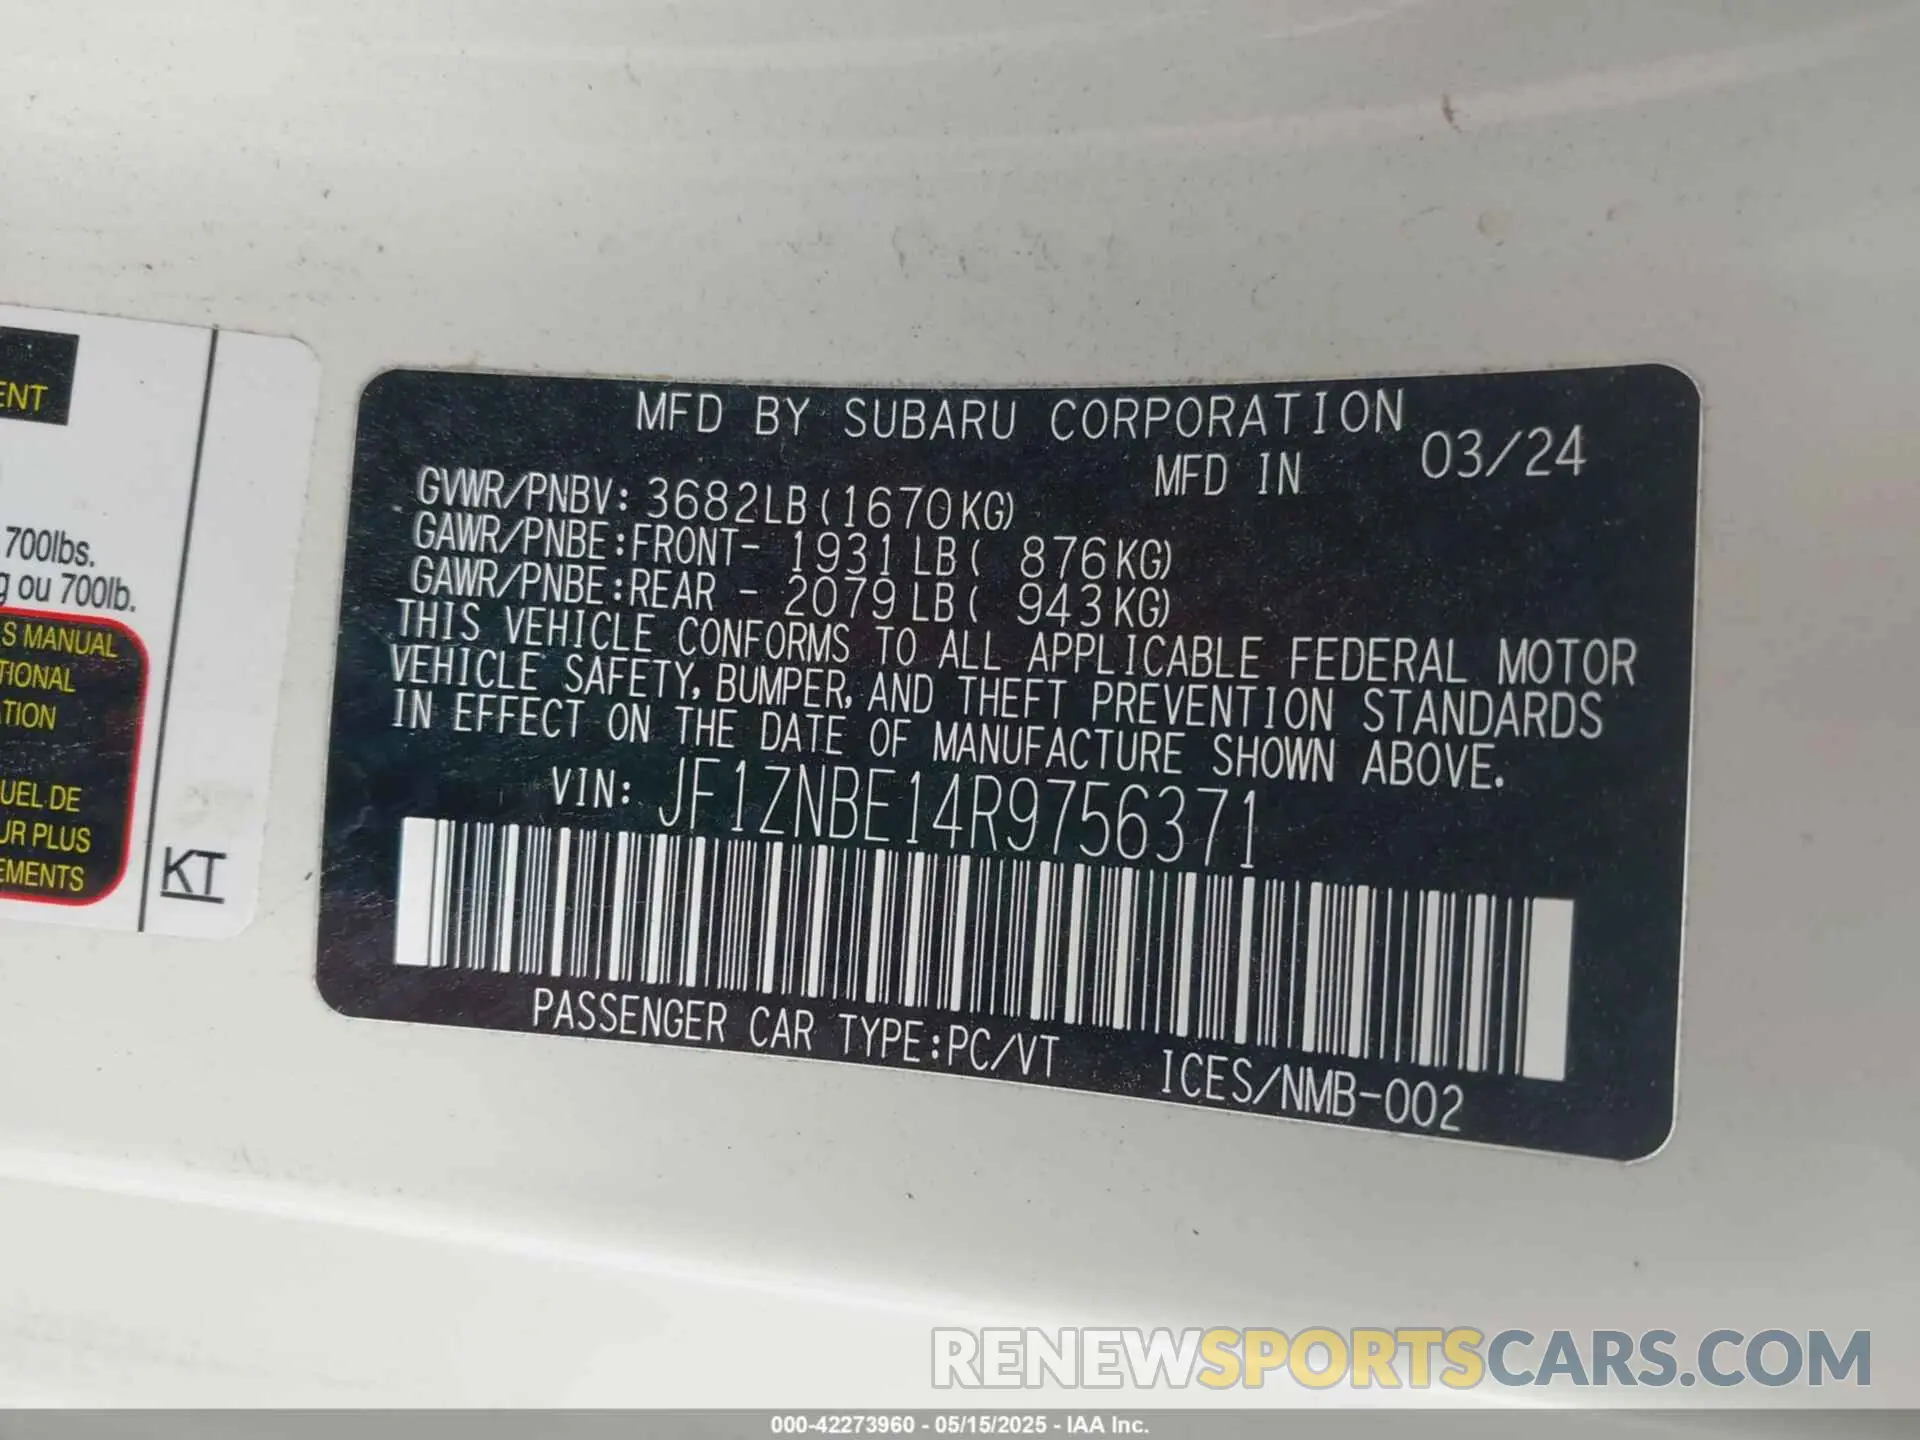 ENT
700lbs.
g ou 700lb.
S MANUAL
TIONAL
ATION
UEL DE
UR PLUS
EMENTS
KT
MFD BY SUBARU CORPORATION
MFD IN 03/24
GVWR/PNBV: 3682LB(1670KG)
GAWR/PNBE:FRONT- 1931LB( 876KG)
GAWR/PNBE:REAR - 2079LB( 943KG)
THIS VEHICLE CONFORMS TO ALL APPLICABLE FEDERAL MOTOR
VEHICLE SAFETY, BUMPER, AND THEFT PREVENTION STANDARDS
IN EFFECT ON THE DATE OF MANUFACTURE SHOWN ABOVE.
VIN: JF1ZNBE14R9756371
PASSENGER CAR TYPE:PC/VT ICES/NMB-002
RENEWSPORTSCARS.COM
000-42273960 - 05/15/2025 - IAA Inc.